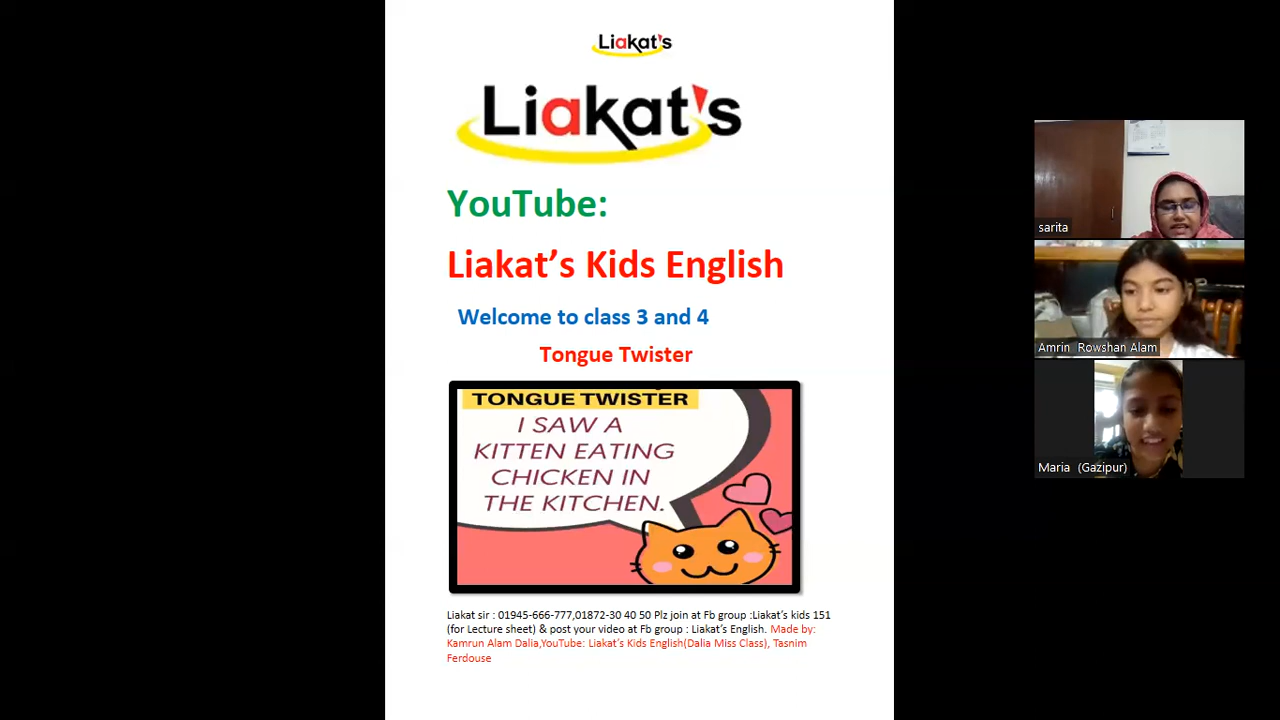 Liakat's
Liakat's
YouTube:
Liakat's Kids English
Welcome to class 3 and 4
Tongue Twister
TONGUE TWISTER
I SAW A
KITTEN EATING
CHICKEN IN
THE KITCHEN.
Liakat sir : 01945-666-777,01872-30 40 50 Plz join at Fb group :Liakat's kids 151
(for Lecture sheet) & post your video at Fb group : Liakat's English. Made by:
Kamrun Alam Dalia,YouTube: Liakat's Kids English(Dalia Miss Class), Tasnim
Ferdouse
sarita
Amrin Rowshan Alam
Maria (Gazipur)